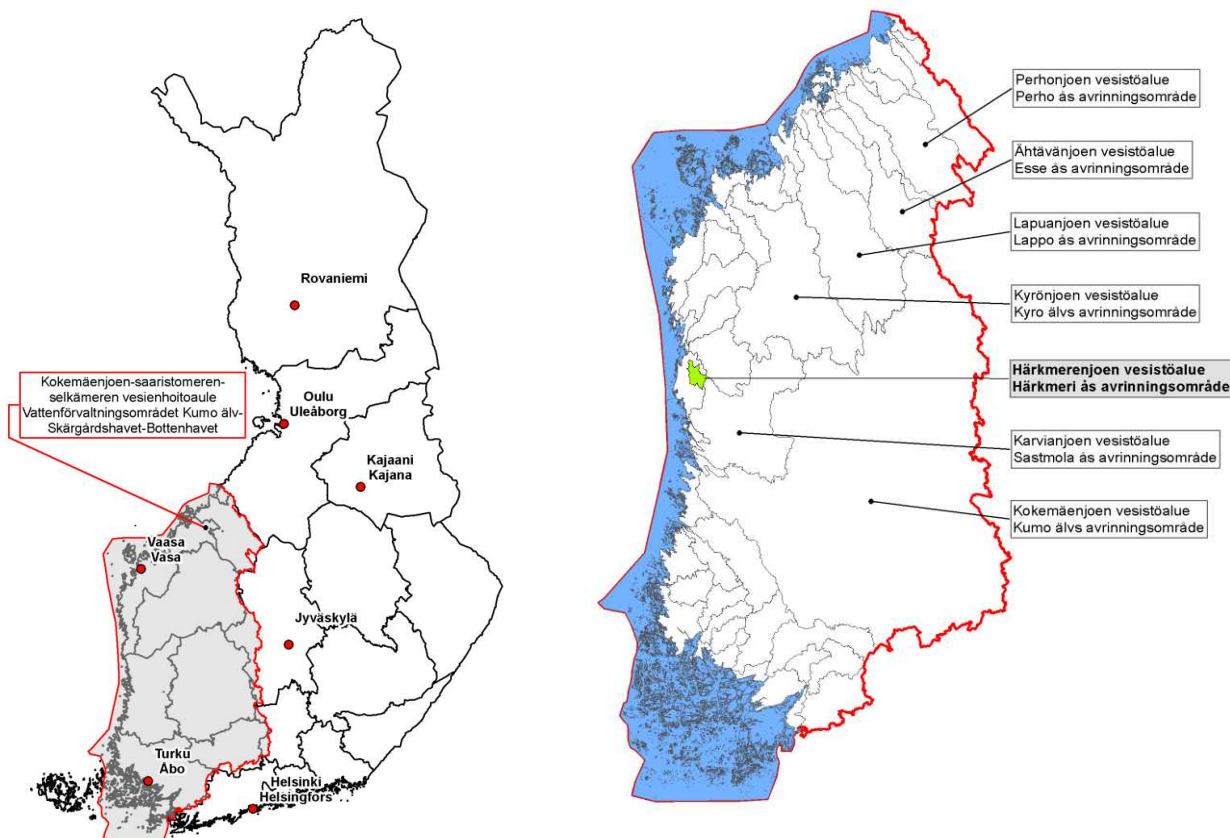 Rovaniemi
Kokemäenjoen-saaristomeren-
selkämeren vesienhoitoaule
Vattenförvaltningsområdet Kumo älv-
Skärgårdshavet-Bottenhavet
Oulu
Uleåborg
Kajaani
Kajana
Vaasa
Vasa
Jyväskylä
Turku
Åbo
Helsinki
Helsingfors
Perhonjoen vesistöalue
Perho ås avrinningsområde
Ähtävänjoen vesistöalue
Esse ås avrinningsområde
Lapuanjoen vesistöalue
Lappo ås avrinningsområde
Kyrönjoen vesistöalue
Kyro älvs avrinningsområde
Härkmerenjoen vesistöalue
Härkmeri ås avrinningsområde
Karvianjoen vesistöalue
Sastmola ås avrinningsområde
Kokemäenjoen vesistöalue
Kumo älvs avrinningsområde